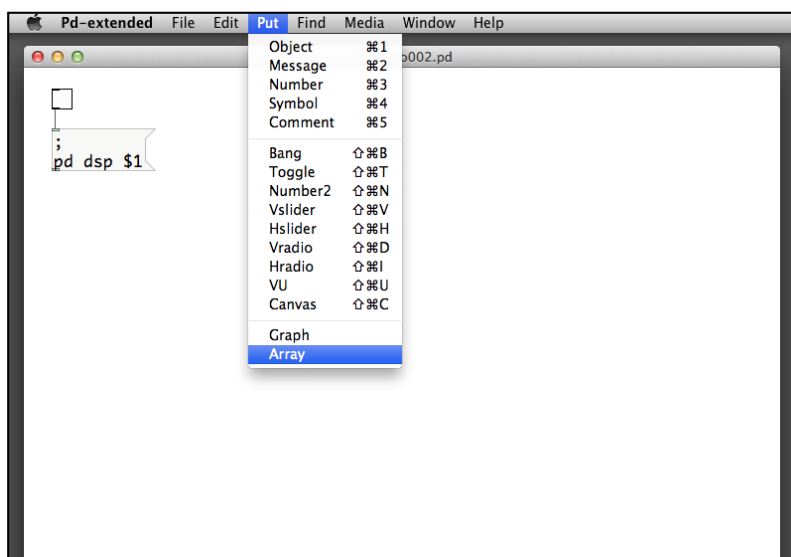 Pd-extended File Edit Put Find Media Window Help
002.pd
;
pd dsp $1
Object ⌘1
Message ⌘2
Number ⌘3
Symbol ⌘4
Comment ⌘5
Bang ⇧⌘B
Toggle ⇧⌘T
Number2 ⇧⌘N
Vslider ⇧⌘V
Hslider ⇧⌘H
Vradio ⇧⌘D
Hradio ⇧⌘I
VU ⇧⌘U
Canvas ⇧⌘C
Graph
Array